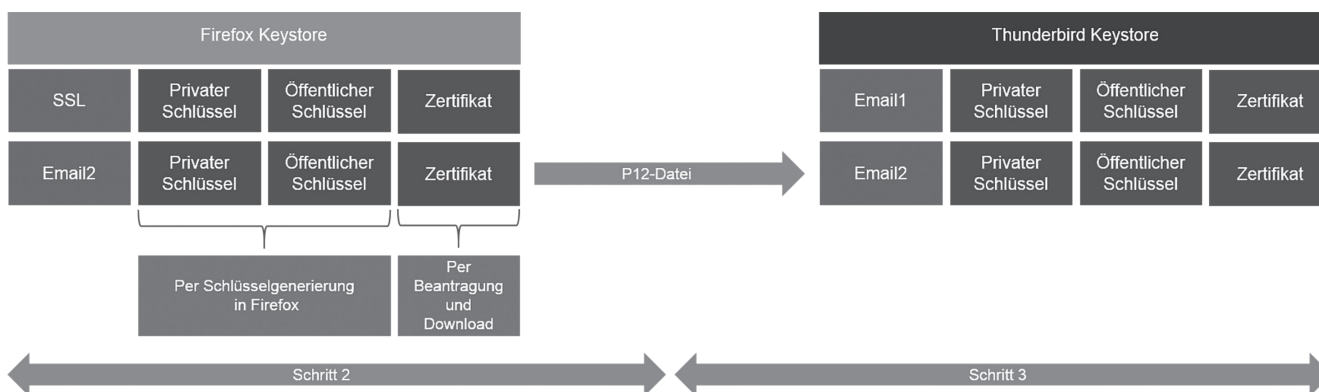 Firefox Keystore
Thunderbird Keystore
SSL
Privater
Schlüssel
Öffentlicher
Schlüssel
Zertifikat
Email1
Privater
Schlüssel
Öffentlicher
Schlüssel
Zertifikat
Email2
Privater
Schlüssel
Öffentlicher
Schlüssel
Zertifikat
P12-Datei
Email2
Privater
Schlüssel
Öffentlicher
Schlüssel
Zertifikat
Per Schlüsselgenerierung
in Firefox
Per
Beantragung
und
Download
Schritt 2
Schritt 3